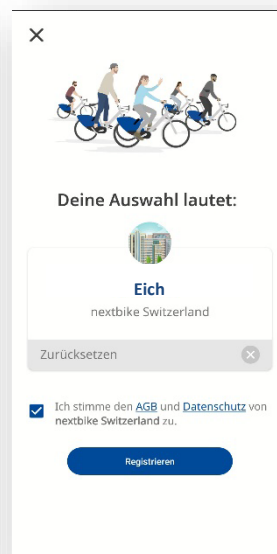 Deine Auswahl lautet:
Eich
nextbike Switzerland
Zurücksetzen
Ich stimme den AGB und Datenschutz von
nextbike Switzerland zu.
Registrieren